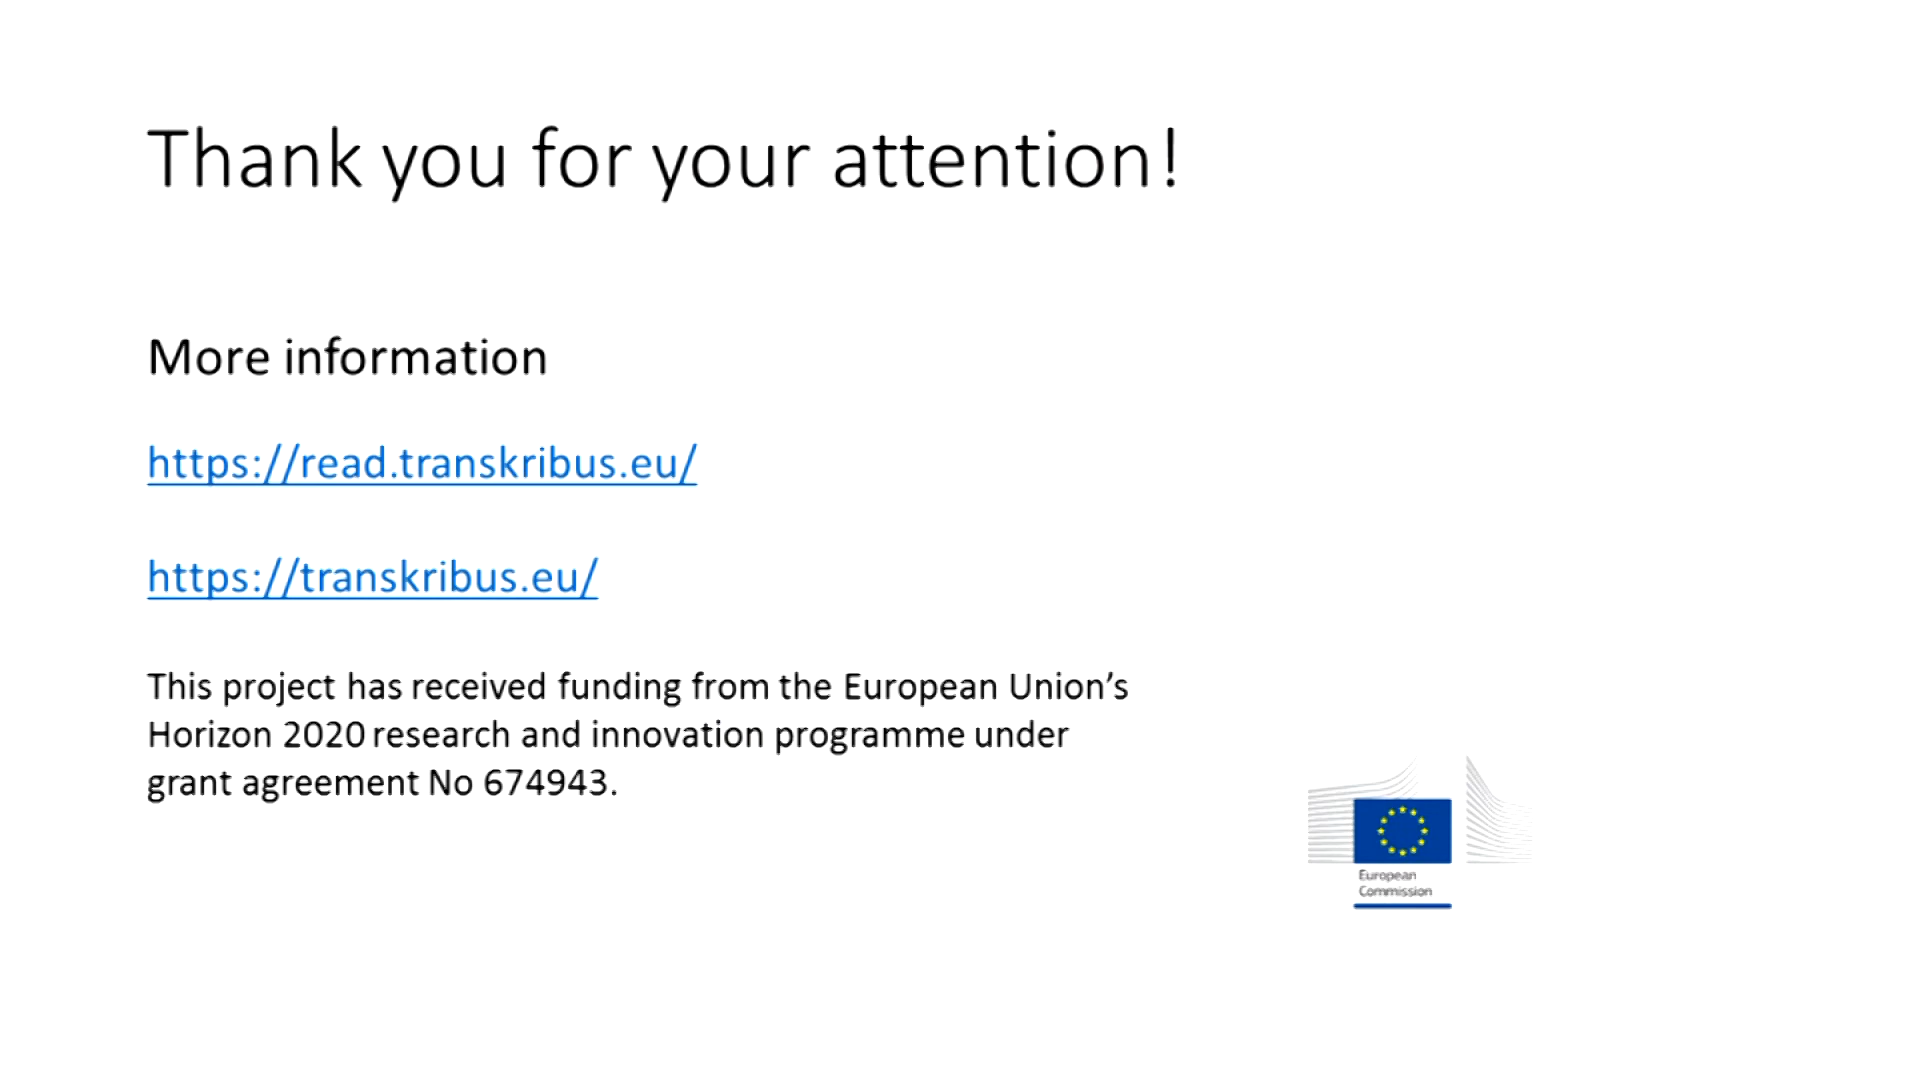 Thank you for your attention!
More information
https://read.transkribus.eu/
https://transkribus.eu/
This project has received funding from the European Union’s
Horizon 2020 research and innovation programme under
grant agreement No 674943.
European
Commission